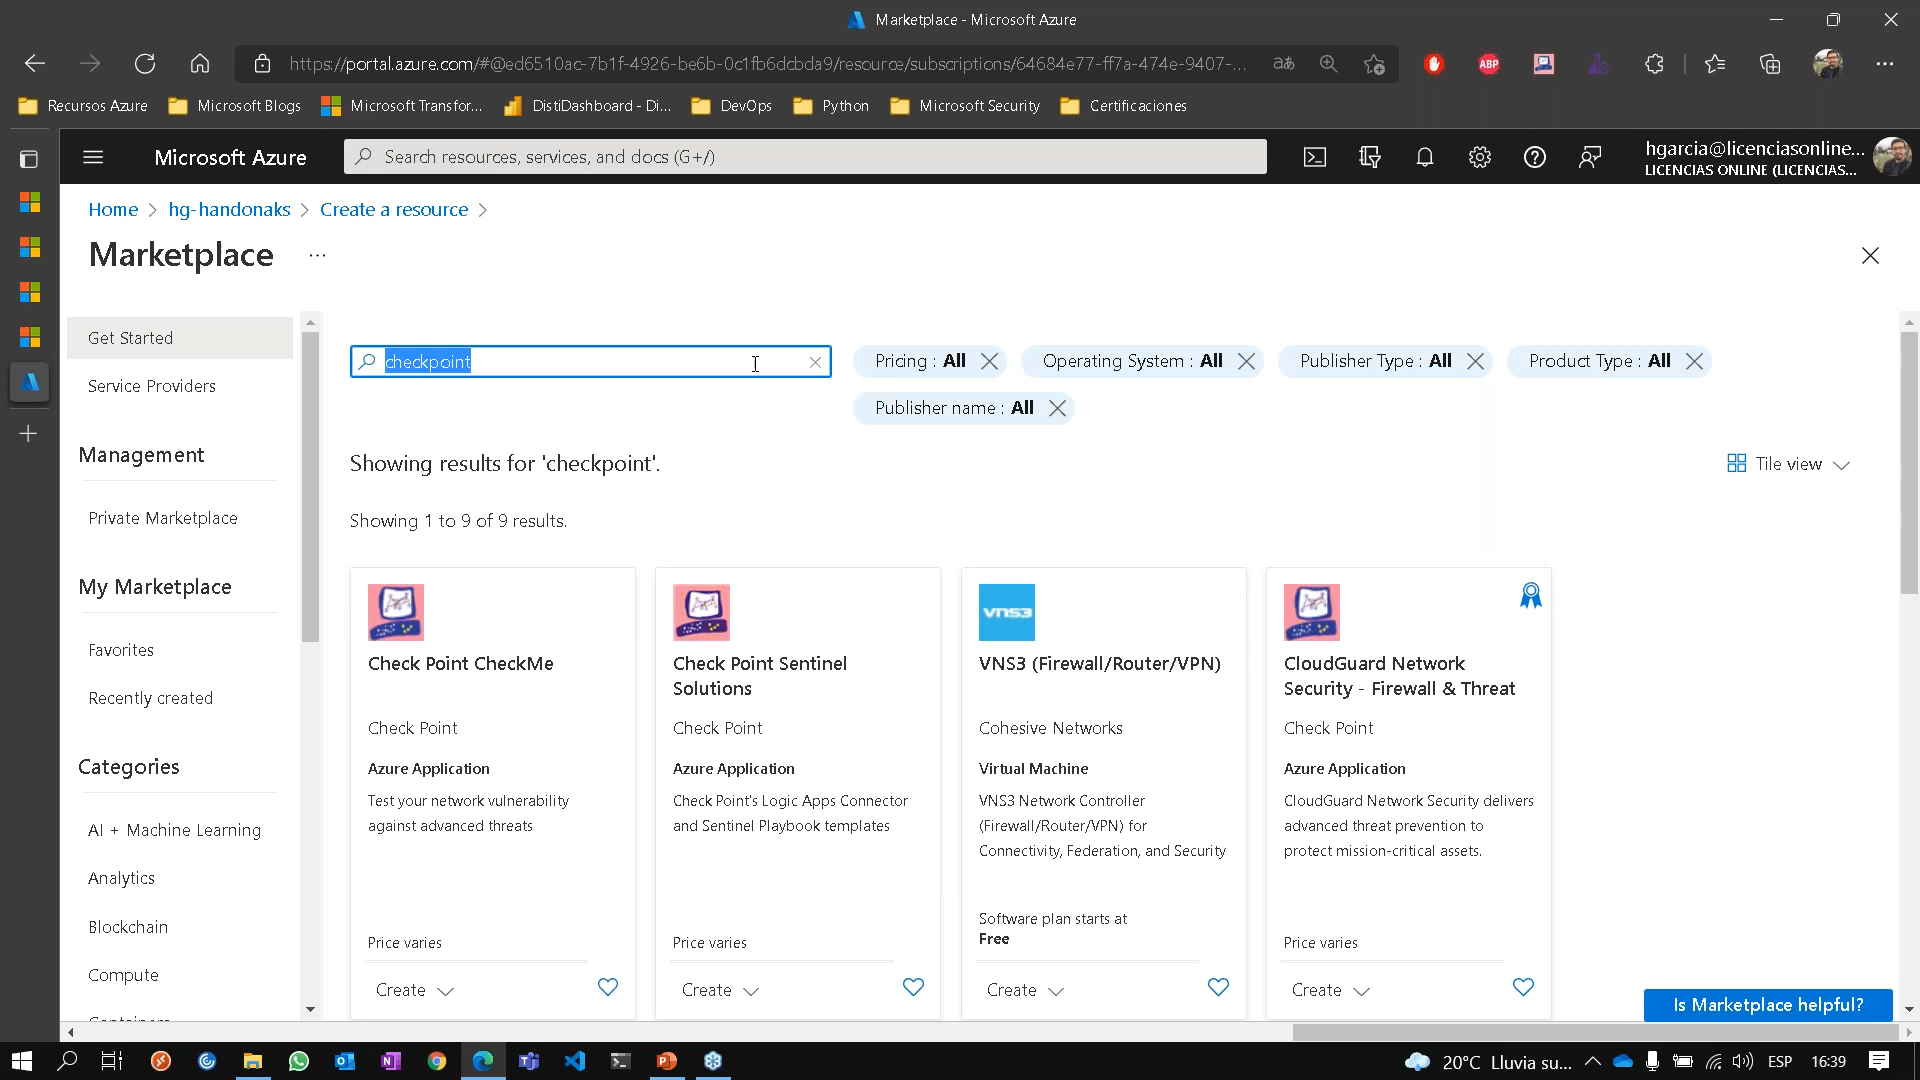 Marketplace - Microsoft Azure
https://portal.azure.com/#@ed6510ac-7b1f-4926-be6b-0c1fb6dcbda9/resource/subscriptions/64684e77-ff7a-474e-9407-...
aあ
ABP
Recursos Azure
Microsoft Blogs
Microsoft Transfor...
DistiDashboard - Di...
DevOps
Python
Microsoft Security
Certificaciones
Microsoft Azure
Search resources, services, and docs (G+/)
hgarcia@licenciasonline...
LICENCIAS ONLINE (LICENCIAS...
Home > hg-handonaks > Create a resource >
Marketplace ...
Get Started
Service Providers
Management
Private Marketplace
My Marketplace
Favorites
Recently created
Categories
AI + Machine Learning
Analytics
Blockchain
Compute
Containers
checkpoint
Pricing : All
Operating System : All
Publisher Type : All
Product Type : All
Publisher name : All
Showing results for 'checkpoint'.
Tile view
Showing 1 to 9 of 9 results.
Check Point CheckMe
Check Point
Azure Application
Test your network vulnerability
against advanced threats
Price varies
Create
Check Point Sentinel
Solutions
Check Point
Azure Application
Check Point's Logic Apps Connector
and Sentinel Playbook templates
Price varies
Create
VNS3
VNS3 (Firewall/Router/VPN)
Cohesive Networks
Virtual Machine
VNS3 Network Controller
(Firewall/Router/VPN) for
Connectivity, Federation, and Security
Software plan starts at
Free
Create
CloudGuard Network
Security - Firewall & Threat
Check Point
Azure Application
CloudGuard Network Security delivers
advanced threat prevention to
protect mission-critical assets.
Price varies
Create
Is Marketplace helpful?
20°C Lluvia su...
ESP
16:39